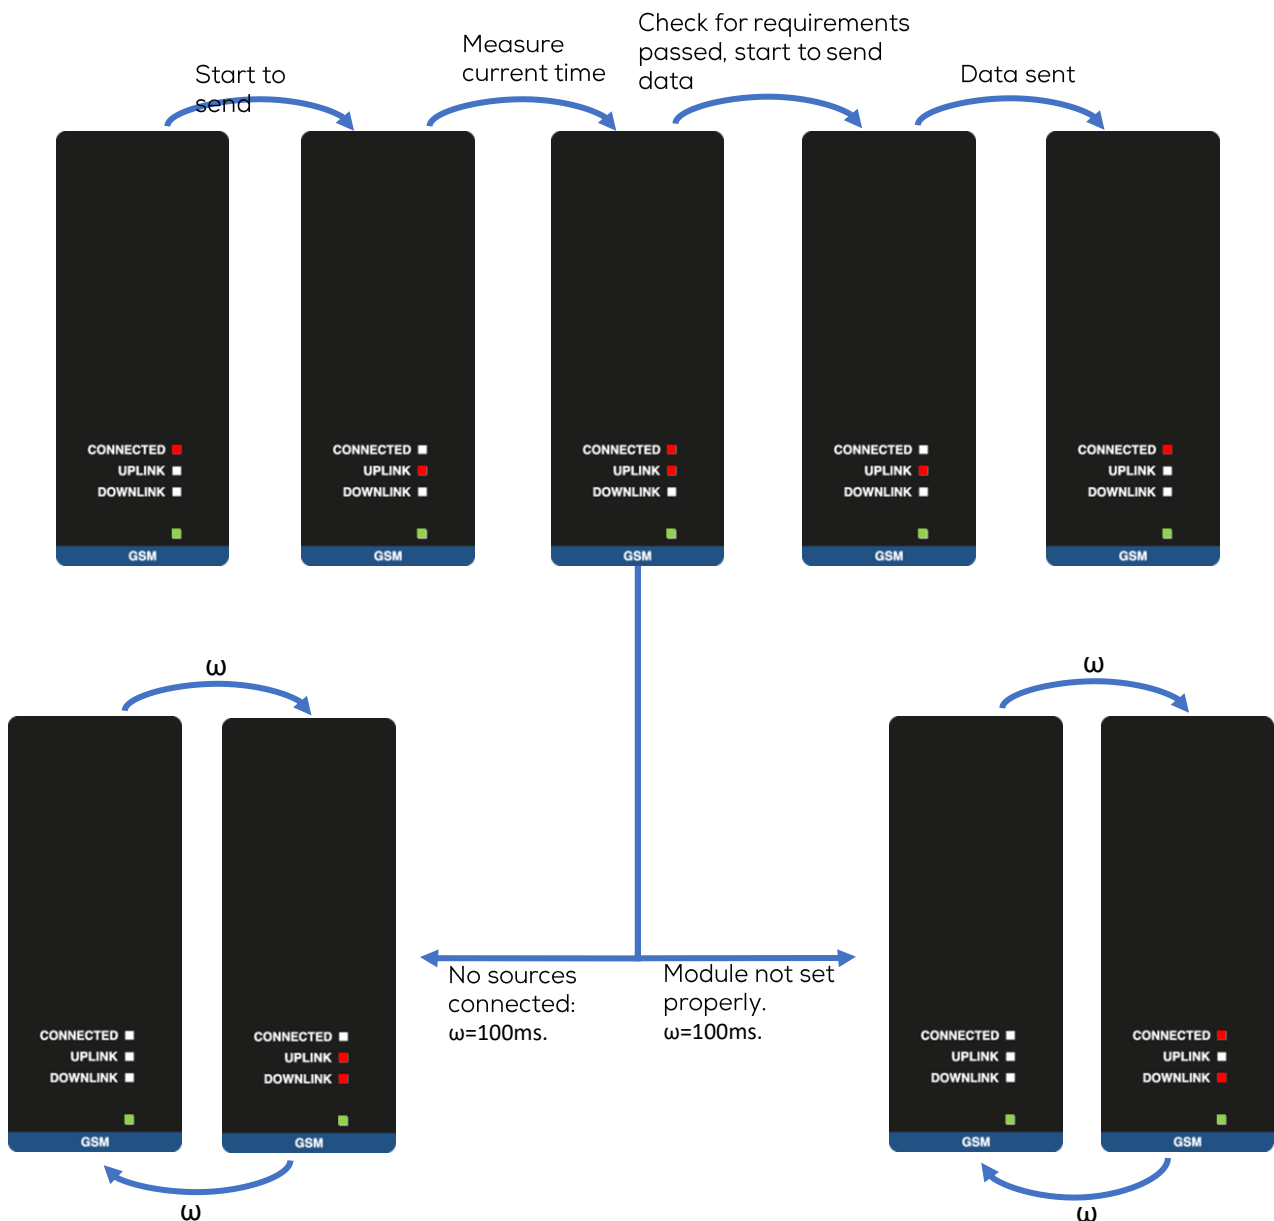 Start to
send
Measure
current time
Check for requirements
passed, start to send
data
Data sent
CONNECTED
UPLINK
DOWNLINK
GSM
CONNECTED
UPLINK
DOWNLINK
GSM
CONNECTED
UPLINK
DOWNLINK
GSM
CONNECTED
UPLINK
DOWNLINK
GSM
CONNECTED
UPLINK
DOWNLINK
GSM
ω
ω
No sources
connected:
ω=100ms.
Module not set
properly.
ω=100ms.
CONNECTED
UPLINK
DOWNLINK
GSM
CONNECTED
UPLINK
DOWNLINK
GSM
CONNECTED
UPLINK
DOWNLINK
GSM
CONNECTED
UPLINK
DOWNLINK
GSM
ω
ω